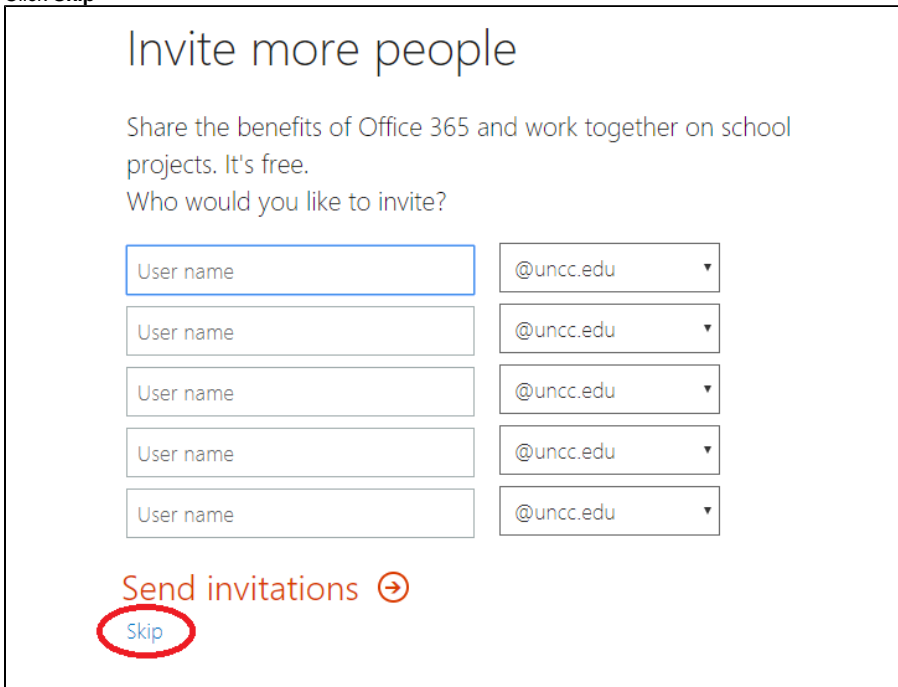 Click Skip
Invite more people
Share the benefits of Office 365 and work together on school
projects. It's free.
Who would you like to invite?
User name @uncc.edu
User name @uncc.edu
User name @uncc.edu
User name @uncc.edu
User name @uncc.edu
Send invitations
Skip